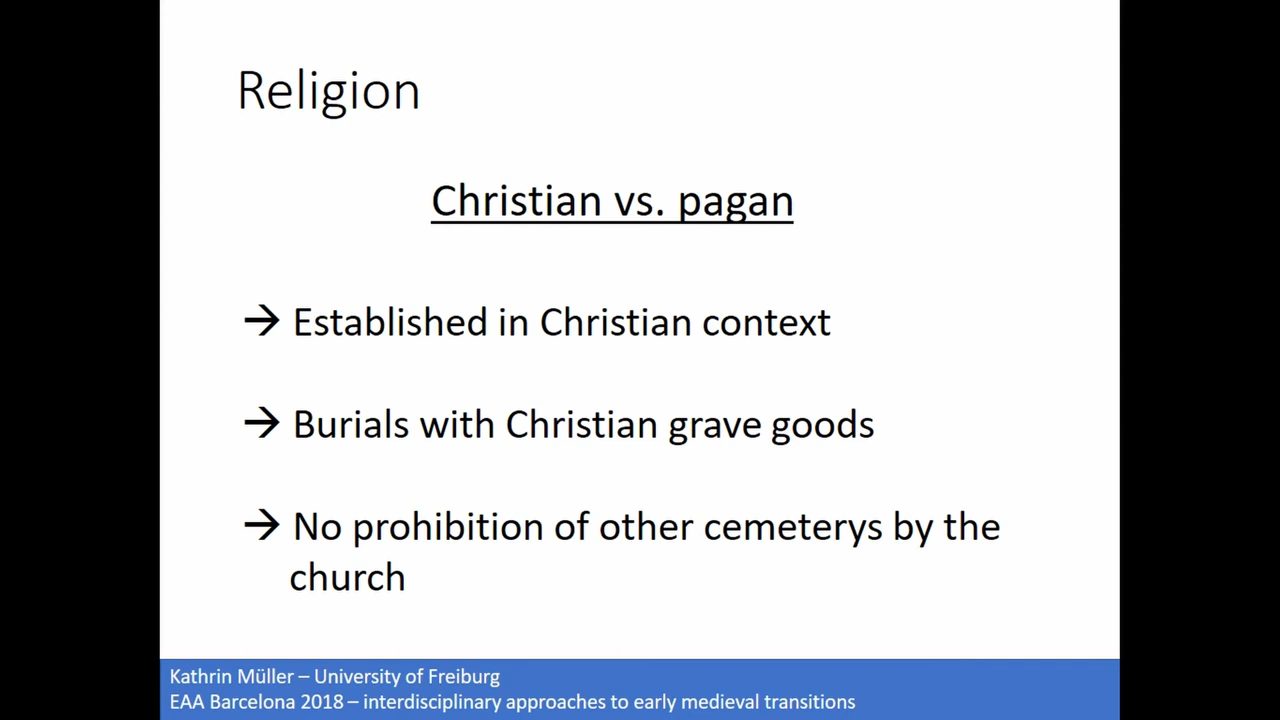 Religion
Christian vs. pagan
→ Established in Christian context
→ Burials with Christian grave goods
→ No prohibition of other cemeterys by the
church
Kathrin Müller – University of Freiburg
EAA Barcelona 2018 – interdisciplinary approaches to early medieval transitions